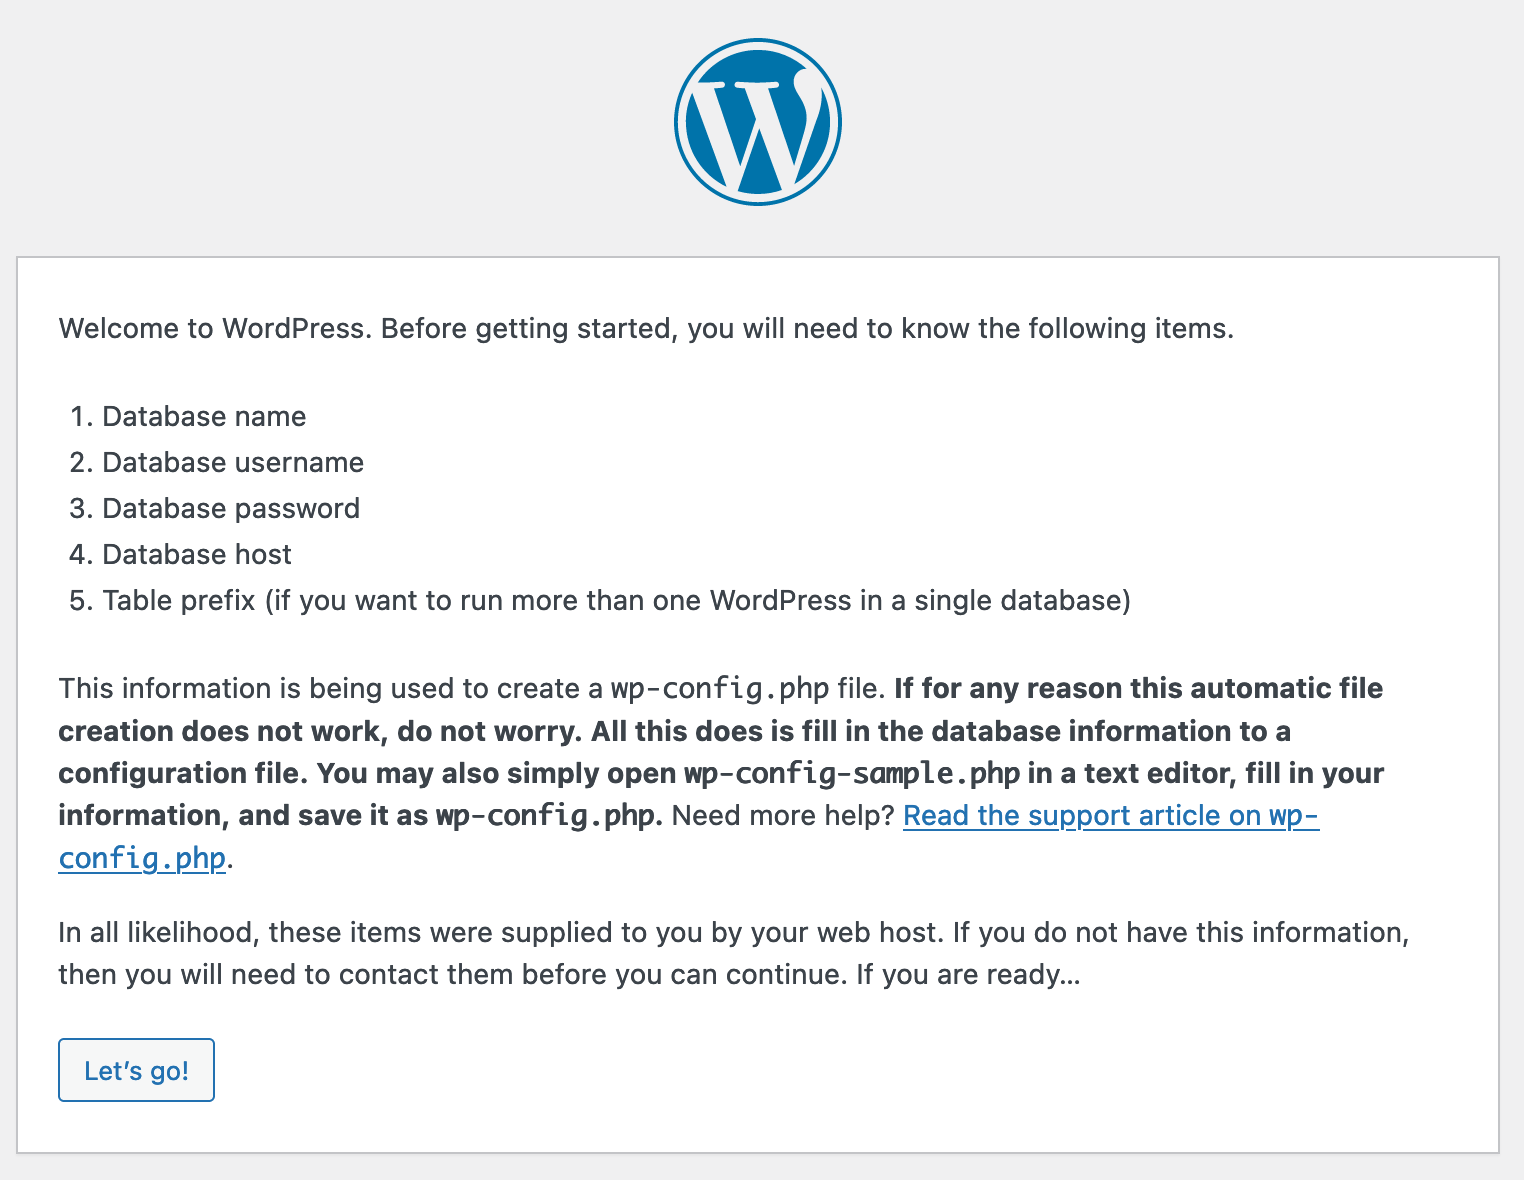 W
Welcome to WordPress. Before getting started, you will need to know the following items.
1. Database name
2. Database username
3. Database password
4. Database host
5. Table prefix (if you want to run more than one WordPress in a single database)
This information is being used to create a wp-config.php file. If for any reason this automatic file
creation does not work, do not worry. All this does is fill in the database information to a
configuration file. You may also simply open wp-config-sample.php in a text editor, fill in your
information, and save it as wp-config.php. Need more help? Read the support article on wp-
config.php.
In all likelihood, these items were supplied to you by your web host. If you do not have this information,
then you will need to contact them before you can continue. If you are ready…
Let’s go!